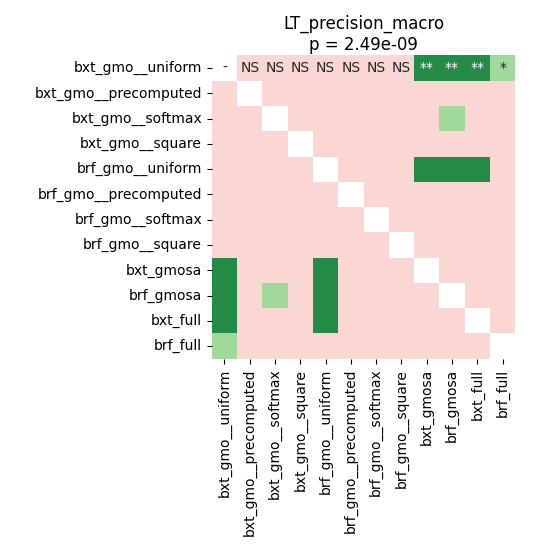 LT_precision_macro
p = 2.49e-09
bxt_gmo__uniform - NS NS NS NS NS NS NS ** ** ** *
bxt_gmo__precomputed
bxt_gmo__softmax
bxt_gmo__square
brf_gmo__uniform
brf_gmo__precomputed
brf_gmo__softmax
brf_gmo__square
bxt_gmosa
brf_gmosa
bxt_full
brf_full
bxt_gmo__uniform
bxt_gmo__precomputed
bxt_gmo__softmax
bxt_gmo__square
brf_gmo__uniform
brf_gmo__precomputed
brf_gmo__softmax
brf_gmo__square
bxt_gmosa
brf_gmosa
bxt_full
brf_full